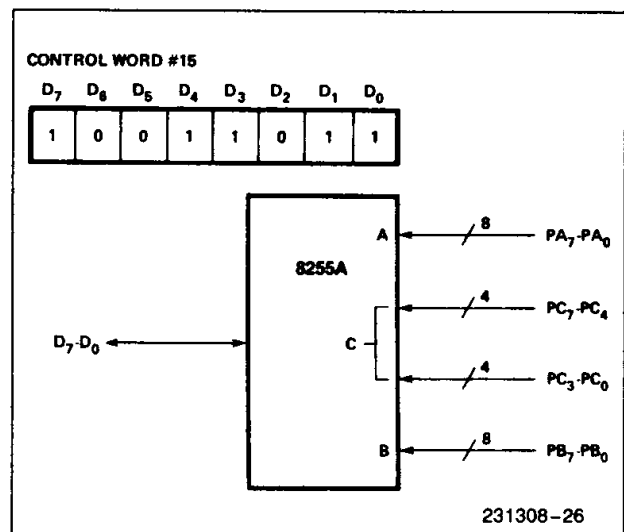 CONTROL WORD #15
D7 D6 D5 D4 D3 D2 D1 D0
1 0 0 1 1 0 1 1
8255A
A
8
PA7-PA0
4
PC7-PC4
D7-D0
C
4
PC3-PC0
B
8
PB7-PB0
231308-26